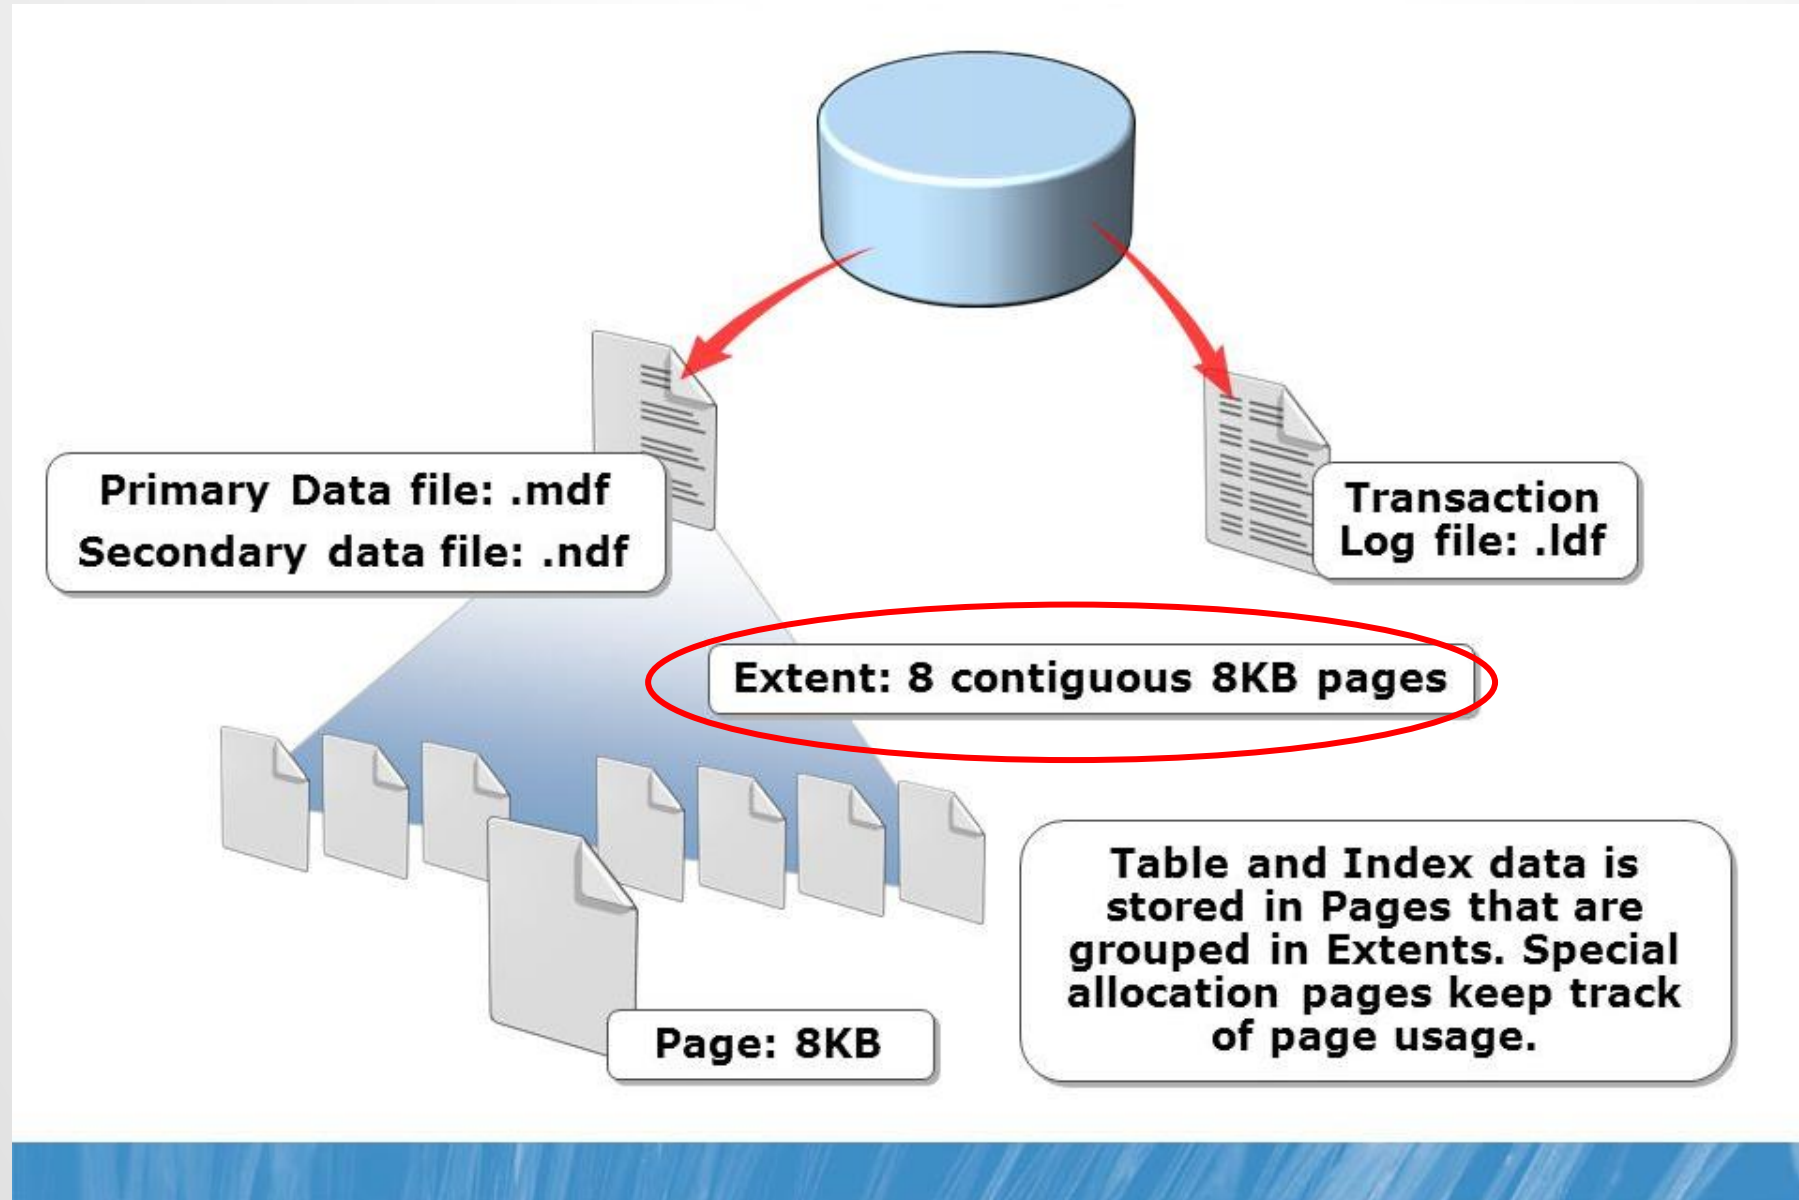 Primary Data file: .mdf
Secondary data file: .ndf
Transaction
Log file: .ldf
Extent: 8 contiguous 8KB pages
Table and Index data is
stored in Pages that are
grouped in Extents. Special
allocation pages keep track
of page usage.
Page: 8KB